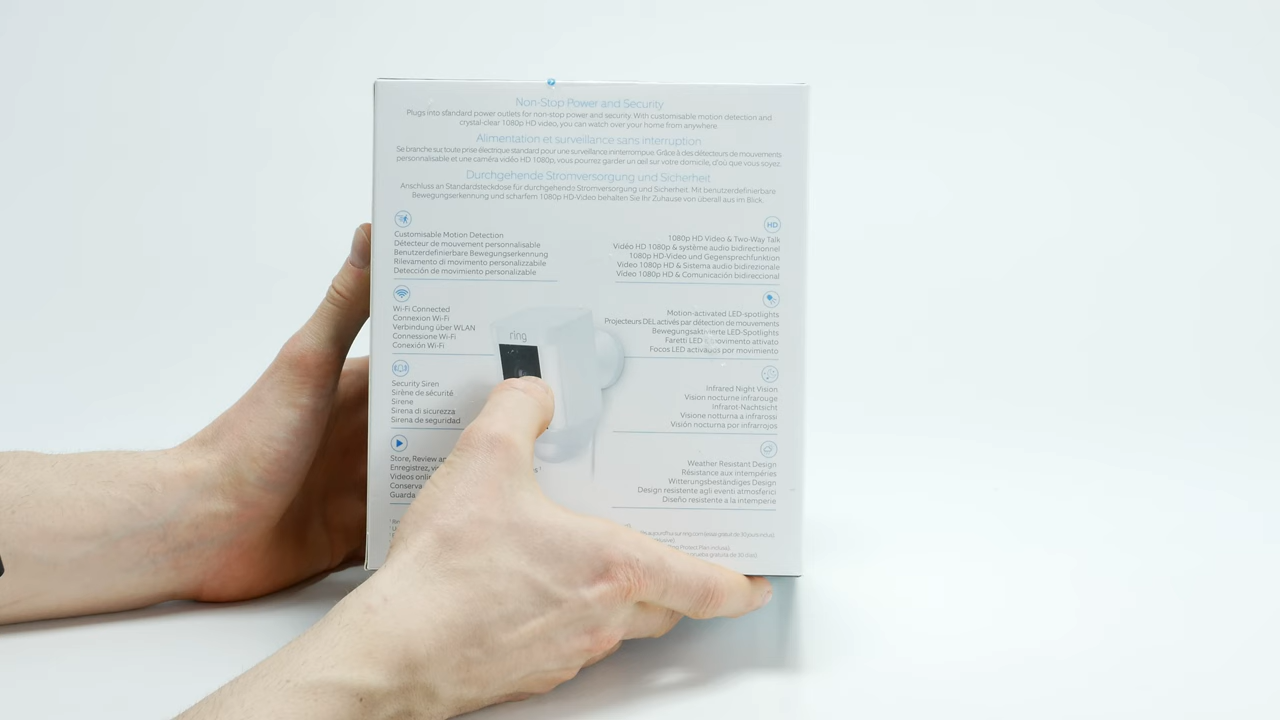 Non-Stop Power and Security
Plugs into standard power outlets for non-stop power and security. With customisable motion detection and
crystal-clear 1080p HD video, you can watch over your home from anywhere.
Alimentation et surveillance sans interruption
Se branche sur toute prise électrique standard pour une surveillance ininterrompue. Grâce à des détecteurs de mouvements
personnalisable et une caméra vidéo HD 1080p, vous pourrez garder un œil sur votre domicile, d'où que vous soyez.
Durchgehende Stromversorgung und Sicherheit
Anschluss an Standardsteckdose für durchgehende Stromversorgung und Sicherheit. Mit benutzerdefinierbare
Bewegungserkennung und scharfem 1080p HD-Video behalten Sie Ihr Zuhause von überall aus im Blick.
Customisable Motion Detection
Détecteur de mouvement personnalisable
Benutzerdefinierbare Bewegungserkennung
Rilevamento di movimento personalizzabile
Detección de movimiento personalizable
HD
1080p HD Video & Two-Way Talk
Vidéo HD 1080p & système audio bidirectionnel
1080p HD-Video und Gegensprechfunktion
Video 1080p HD & Sistema audio bidirezionale
Vídeo 1080p HD & Comunicación bidireccional
Wi-Fi Connected
Connexion Wi-Fi
Verbindung über WLAN
Connessione Wi-Fi
Conexión Wi-Fi
Motion-activated LED-spotlights
Projecteurs DEL activés par détection de mouvements
Bewegungsaktivierte LED-Spotlights
Faretti LED movimento attivato
Focos LED activados por movimiento
ring
Security Siren
Sirène de sécurité
Sirene
Sirena di sicurezza
Sirena de seguridad
Infrared Night Vision
Vision nocturne infrarouge
Infrarot-Nachtsicht
Visione notturna a infrarossi
Visión nocturna por infrarrojos
Store, Review
Enregistrez,
Videos
Conserva
Guarda
Weather Resistant Design
Résistance aux intempéries
Witterungsbeständiges Design
Design resistente agli eventi atmosferici
Diseño resistente a la intemperie